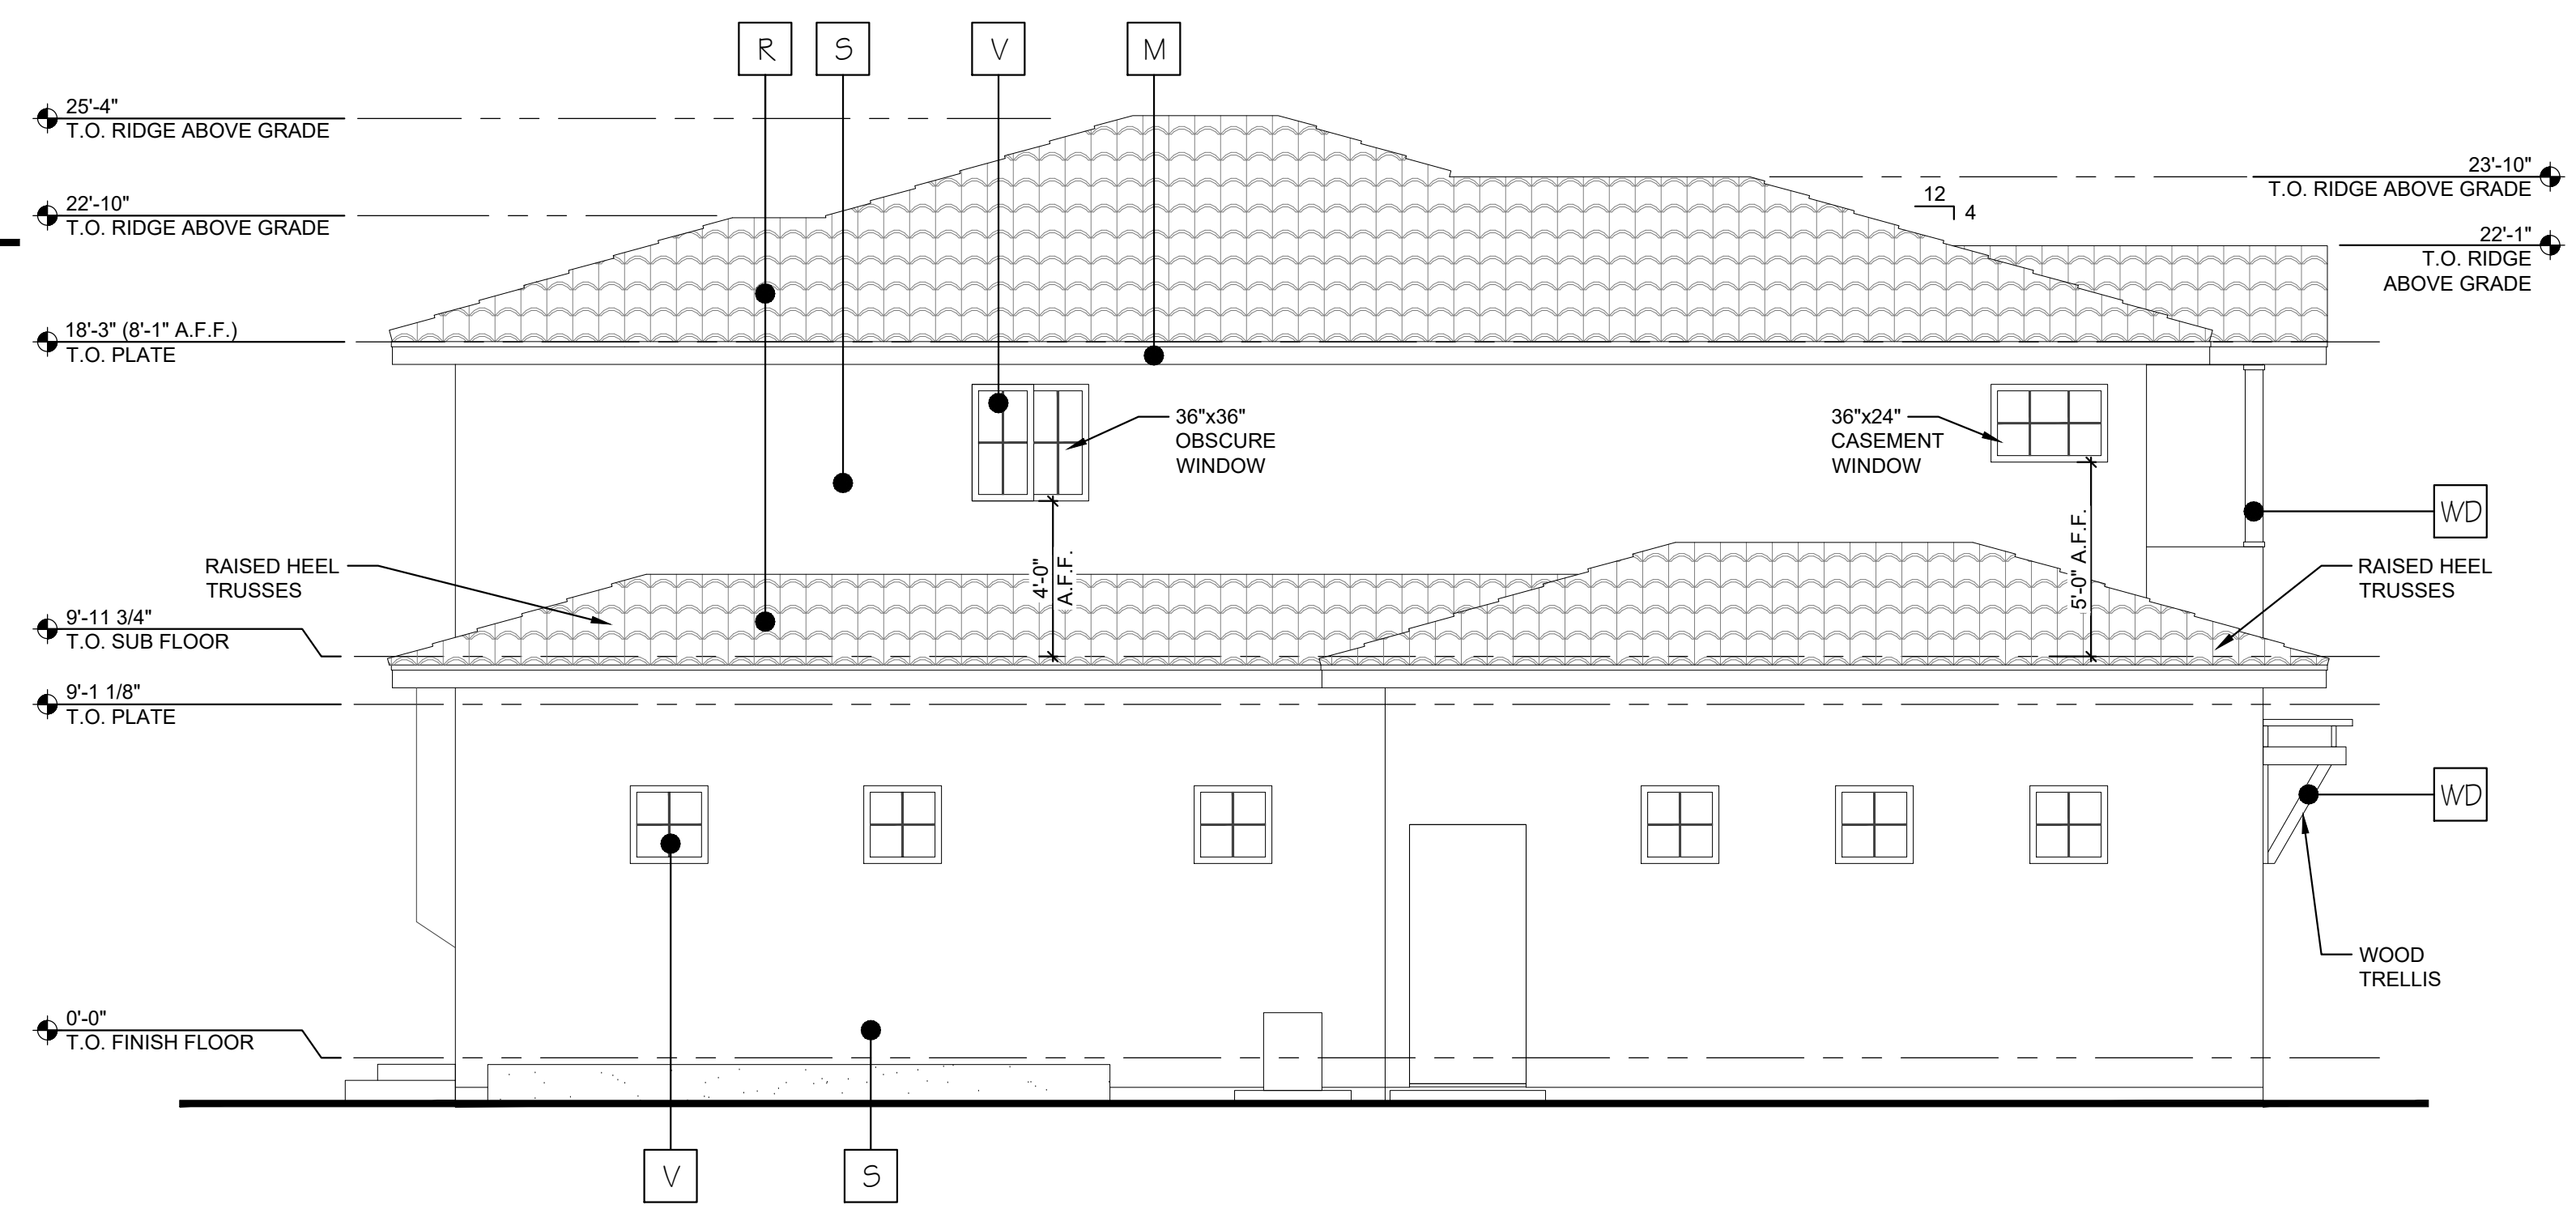 R
S
V
M
25'-4"
T.O. RIDGE ABOVE GRADE
22'-10"
T.O. RIDGE ABOVE GRADE
23'-10"
T.O. RIDGE ABOVE GRADE
12
4
22'-1"
T.O. RIDGE
ABOVE GRADE
18'-3" (8'-1" A.F.F.)
T.O. PLATE
36"x36"
OBSCURE
WINDOW
36"x24"
CASEMENT
WINDOW
WD
RAISED HEEL
TRUSSES
4'-0"
A.F.F.
5'-0" A.F.F.
RAISED HEEL
TRUSSES
9'-11 3/4"
T.O. SUB FLOOR
9'-1 1/8"
T.O. PLATE
WD
WOOD
TRELLIS
0'-0"
T.O. FINISH FLOOR
V
S